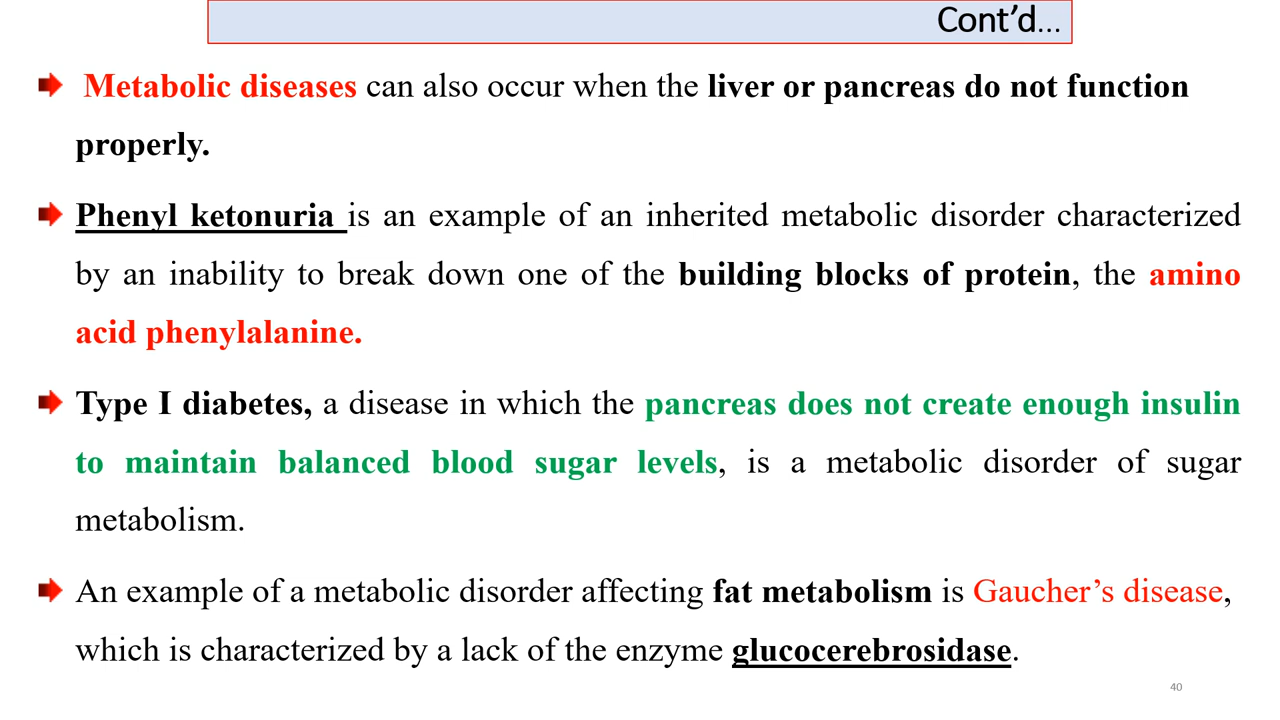 Cont’d…
Metabolic diseases can also occur when the liver or pancreas do not function
properly.
Phenyl ketonuria is an example of an inherited metabolic disorder characterized
by an inability to break down one of the building blocks of protein, the amino
acid phenylalanine.
Type I diabetes, a disease in which the pancreas does not create enough insulin
to maintain balanced blood sugar levels, is a metabolic disorder of sugar
metabolism.
An example of a metabolic disorder affecting fat metabolism is Gaucher’s disease,
which is characterized by a lack of the enzyme glucocerebrosidase.
40